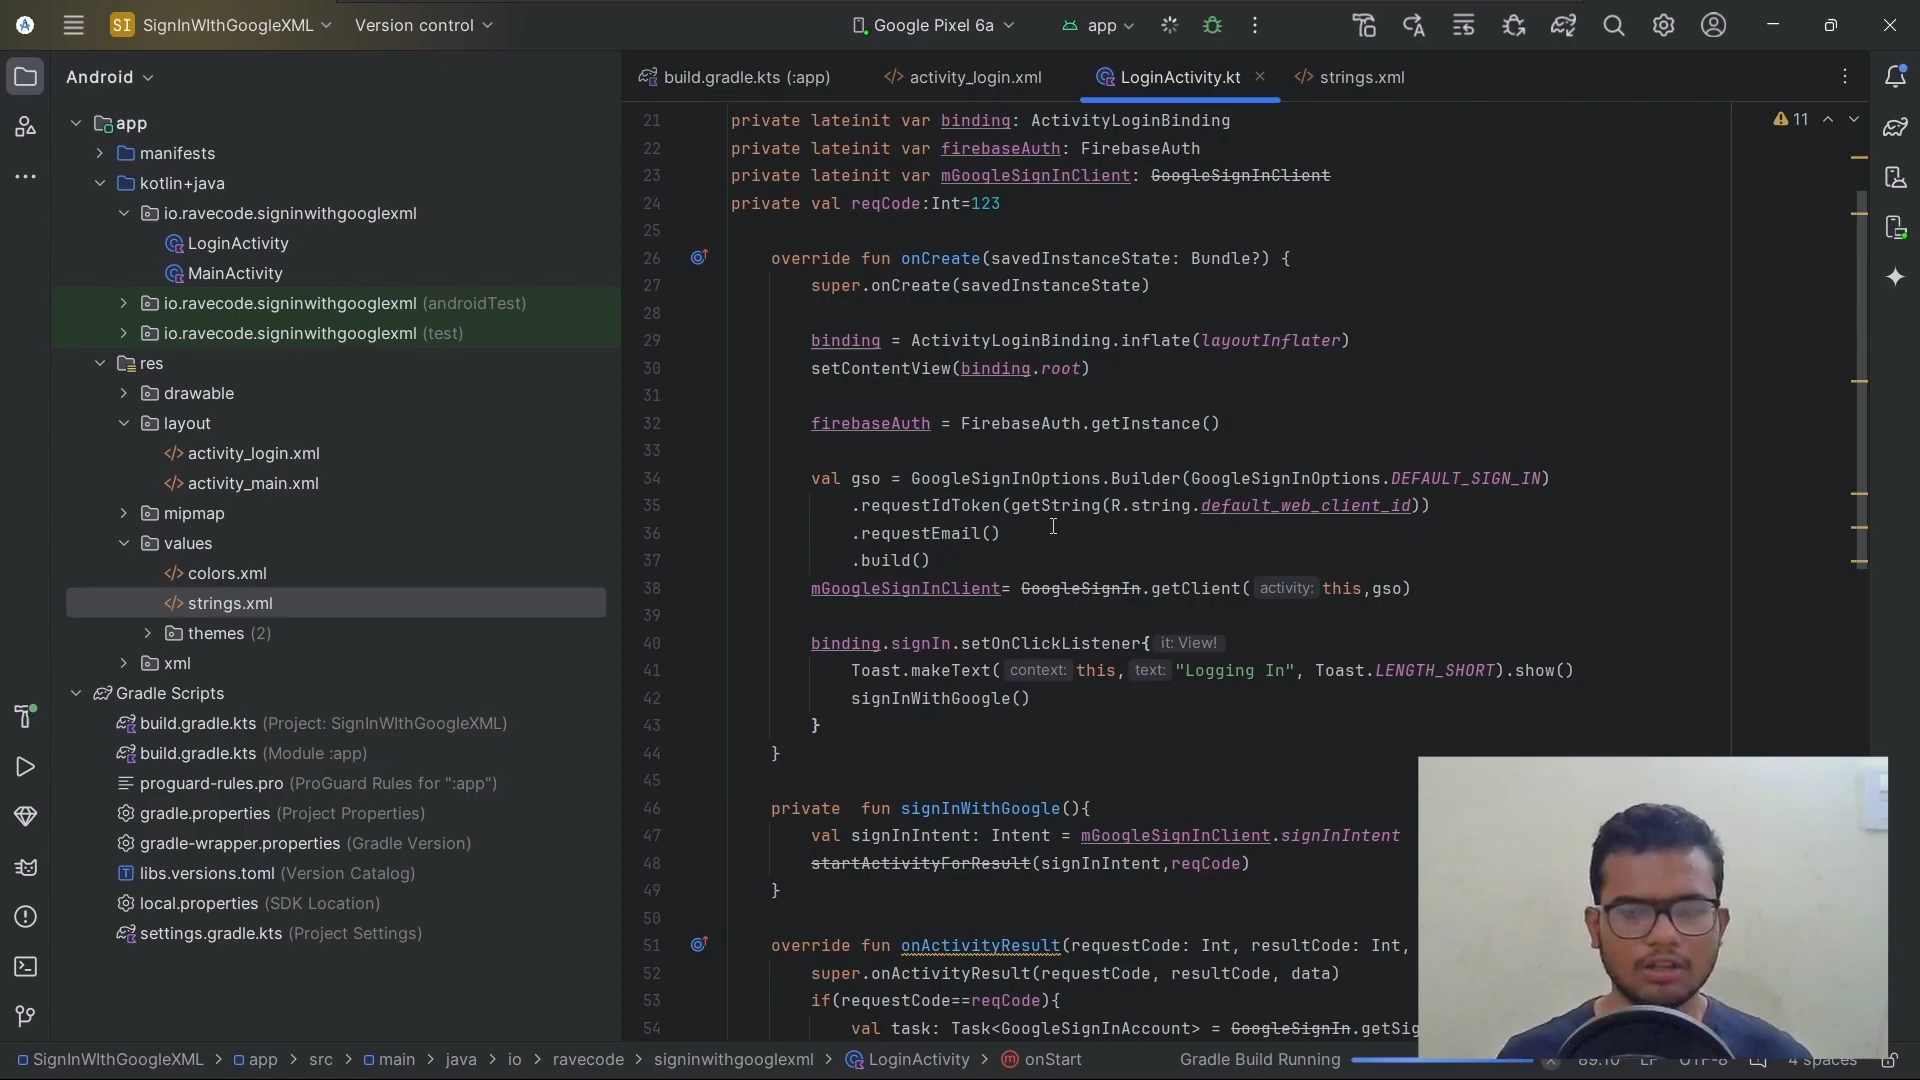 SI SignInWIthGoogleXML Version control Google Pixel 6a app
Android
app
manifests
kotlin+java
io.ravecode.signinwithgooglexml
LoginActivity
MainActivity
io.ravecode.signinwithgooglexml (androidTest)
io.ravecode.signinwithgooglexml (test)
res
drawable
layout
activity_login.xml
activity_main.xml
mipmap
values
colors.xml
strings.xml
themes (2)
xml
Gradle Scripts
build.gradle.kts (Project: SignInWIthGoogleXML)
build.gradle.kts (Module :app)
proguard-rules.pro (ProGuard Rules for ":app")
gradle.properties (Project Properties)
gradle-wrapper.properties (Gradle Version)
libs.versions.toml (Version Catalog)
local.properties (SDK Location)
settings.gradle.kts (Project Settings)
build.gradle.kts (:app) activity_login.xml LoginActivity.kt strings.xml
11
21 private lateinit var binding: ActivityLoginBinding
22 private lateinit var firebaseAuth: FirebaseAuth
23 private lateinit var mGoogleSignInClient: GoogleSignInClient
24 private val reqCode:Int=123
25
26 override fun onCreate(savedInstanceState: Bundle?) {
27 super.onCreate(savedInstanceState)
28
29 binding = ActivityLoginBinding.inflate(layoutInflater)
30 setContentView(binding.root)
31
32 firebaseAuth = FirebaseAuth.getInstance()
33
34 val gso = GoogleSignInOptions.Builder(GoogleSignInOptions.DEFAULT_SIGN_IN)
35 .requestIdToken(getString(R.string.default_web_client_id))
36 .requestEmail()
37 .build()
38 mGoogleSignInClient= GoogleSignIn.getClient( activity: this,gso)
39
40 binding.signIn.setOnClickListener{ it: View!
41 Toast.makeText( context: this, text: "Logging In", Toast.LENGTH_SHORT).show()
42 signInWithGoogle()
43 }
44 }
45
46 private fun signInWithGoogle(){
47 val signInIntent: Intent = mGoogleSignInClient.signInIntent
48 startActivityForResult(signInIntent,reqCode)
49 }
50
51 override fun onActivityResult(requestCode: Int, resultCode: Int,
52 super.onActivityResult(requestCode, resultCode, data)
53 if(requestCode==reqCode){
54 val task: Task<GoogleSignInAccount> = GoogleSignIn.getSig
SignInWIthGoogleXML > app > src > main > java > io > ravecode > signinwithgooglexml > LoginActivity > onStart Gradle Build Running 89:10 LF UTF-8 4 spaces